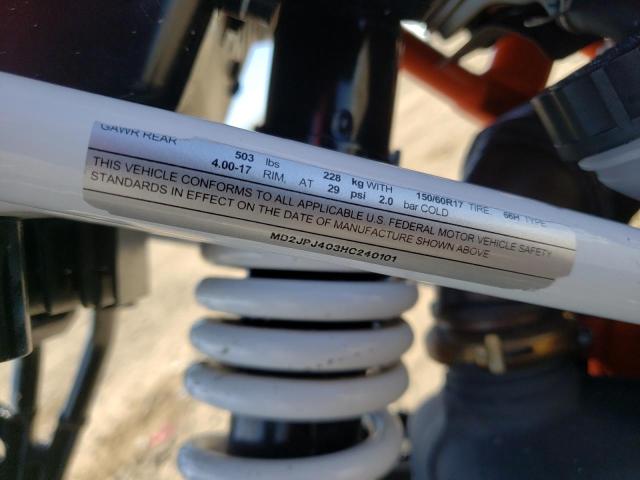 GAWR REAR 503 lbs 228 kg WITH 150/60R17 TIRE. 66H TYPE
4.00-17 RIM. AT 29 psi 2.0 bar COLD
THIS VEHICLE CONFORMS TO ALL APPLICABLE U.S. FEDERAL MOTOR VEHICLE SAFETY
STANDARDS IN EFFECT ON THE DATE OF MANUFACTURE SHOWN ABOVE
MD2JPJ403HC240101